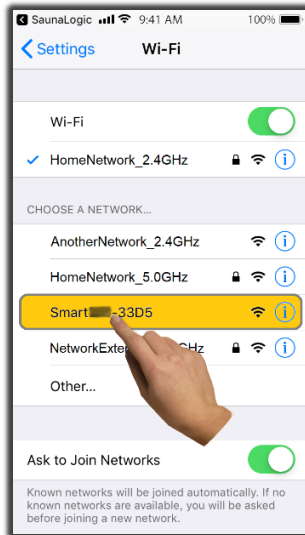 SaunaLogic 9:41 AM 100%
Settings Wi-Fi
Wi-Fi
HomeNetwork_2.4GHz
CHOOSE A NETWORK...
AnotherNetwork_2.4GHz
HomeNetwork_5.0GHz
Smart -33D5
GHz
Other...
Ask to Join Networks
Known networks will be joined automatically. If no
known networks are available, you will be asked
before joining a new network.